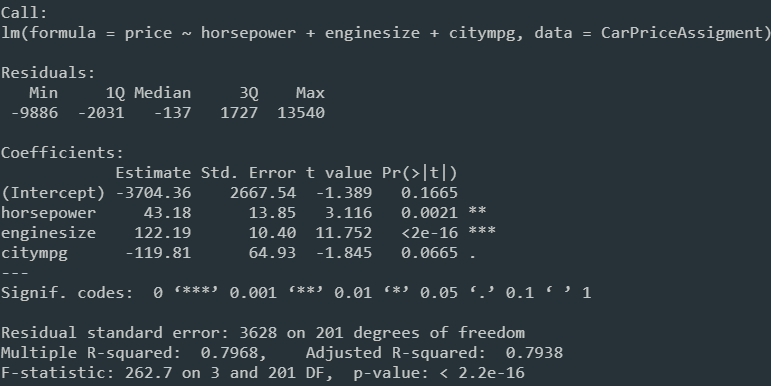 Call:
lm(formula = price ~ horsepower + enginesize + citympg, data = CarPriceAssigment)
Residuals:
Min 1Q Median 3Q Max
-9886 -2031 -137 1727 13540
Coefficients:
Estimate Std. Error t value Pr(>|t|)
(Intercept) -3704.36 2667.54 -1.389 0.1665
horsepower 43.18 13.85 3.116 0.0021 **
enginesize 122.19 10.40 11.752 <2e-16 ***
citympg -119.81 64.93 -1.845 0.0665 .
---
Signif. codes: 0 ‘***’ 0.001 ‘**’ 0.01 ‘*’ 0.05 ‘.’ 0.1 ‘ ’ 1
Residual standard error: 3628 on 201 degrees of freedom
Multiple R-squared: 0.7968, Adjusted R-squared: 0.7938
F-statistic: 262.7 on 3 and 201 DF, p-value: < 2.2e-16